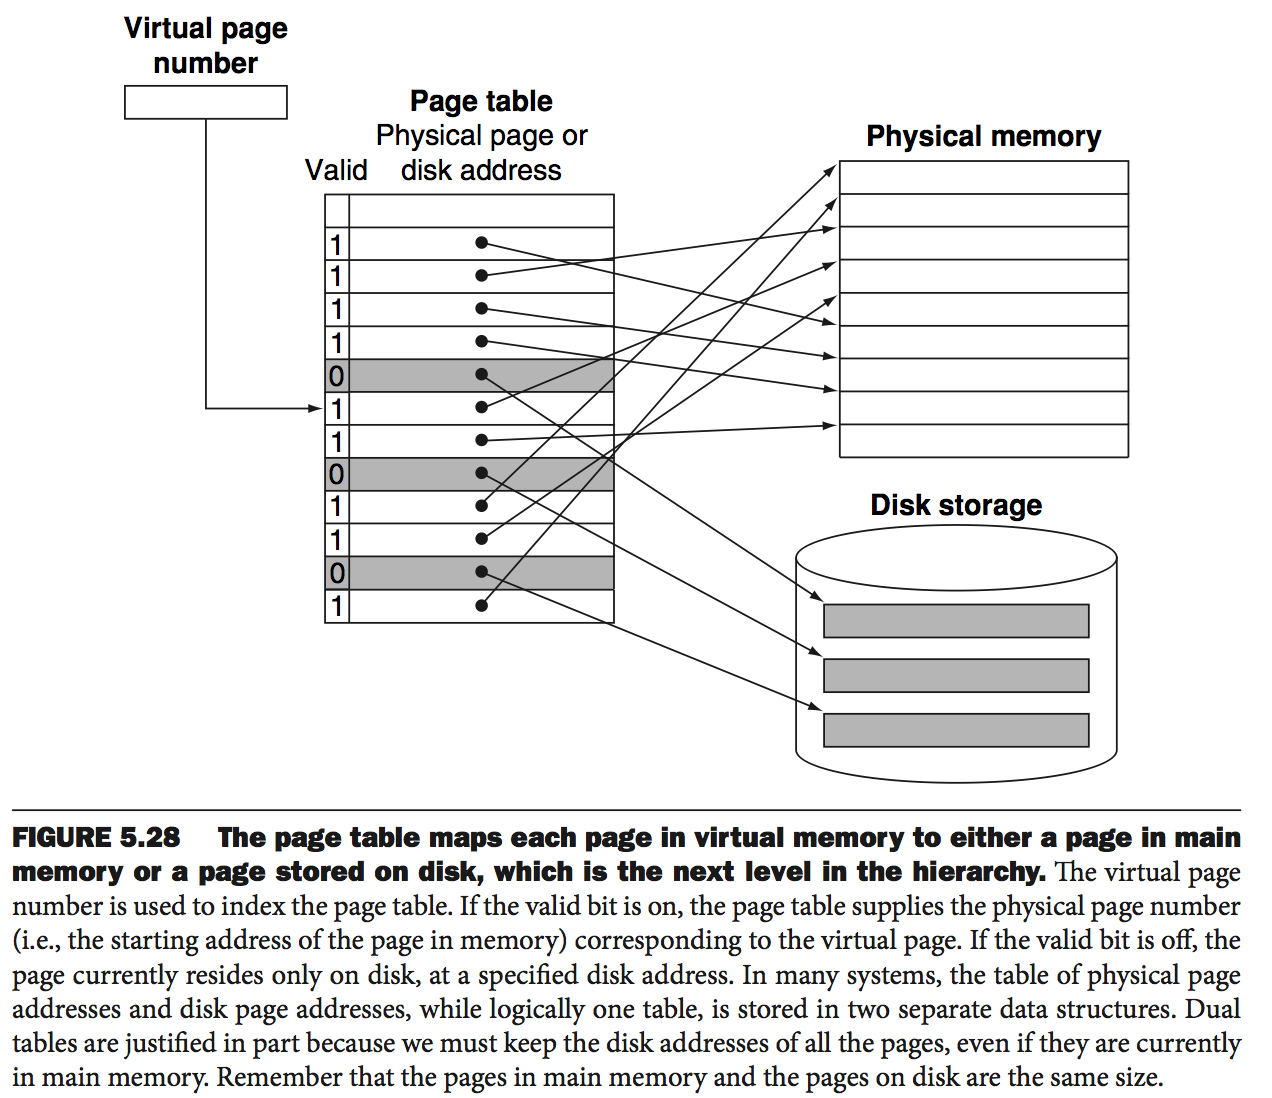 Virtual page
number
Page table
Physical page or
Valid disk address
Physical memory
1
1
1
1
0
1
1
0
1
1
0
1
Disk storage
FIGURE 5.28 The page table maps each page in virtual memory to either a page in main
memory or a page stored on disk, which is the next level in the hierarchy. The virtual page
number is used to index the page table. If the valid bit is on, the page table supplies the physical page number
(i.e., the starting address of the page in memory) corresponding to the virtual page. If the valid bit is off, the
page currently resides only on disk, at a specified disk address. In many systems, the table of physical page
addresses and disk page addresses, while logically one table, is stored in two separate data structures. Dual
tables are justified in part because we must keep the disk addresses of all the pages, even if they are currently
in main memory. Remember that the pages in main memory and the pages on disk are the same size.